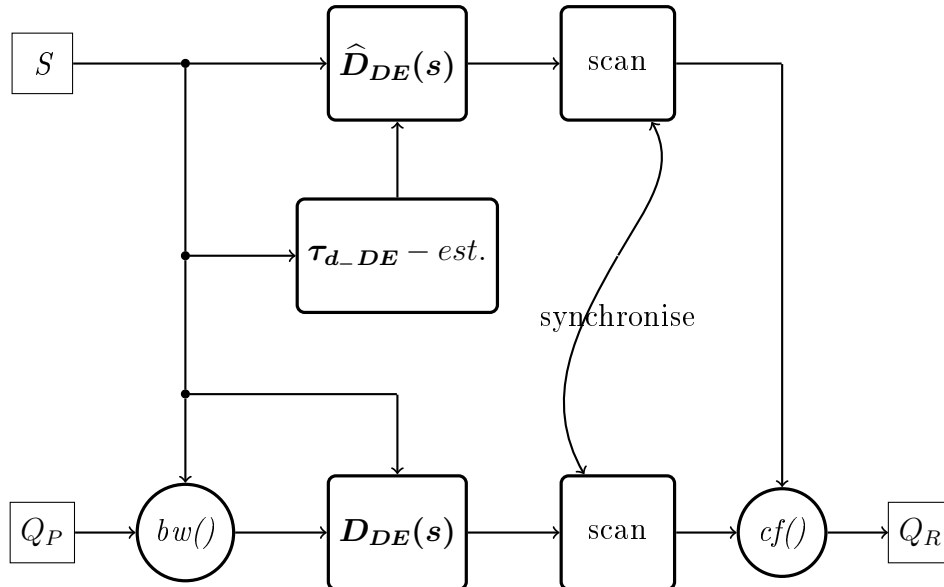 S
D̂_DE(s)
scan
τ_d_DE − est.
synchronise
Q_P
bw()
D_DE(s)
scan
cf()
Q_R